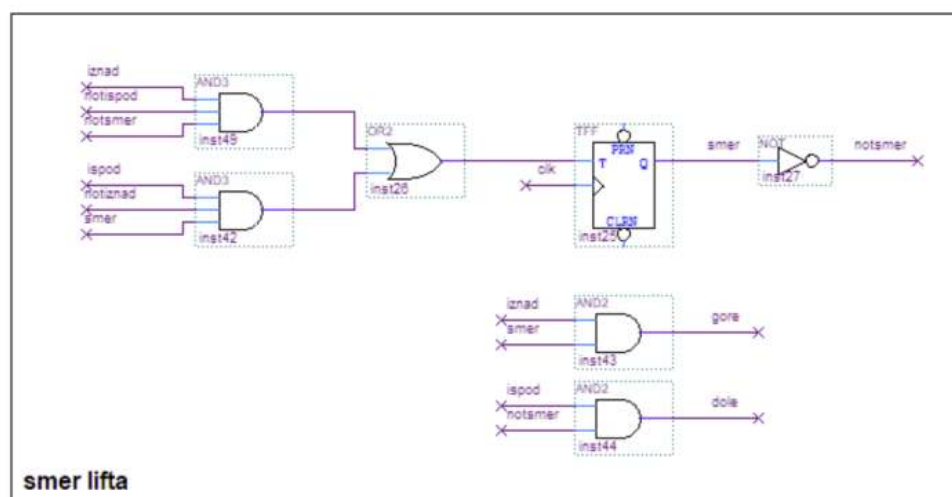 iznad
notispod
notsmer
AND3
inst49
ispod
notiznad
smer
AND3
inst42
OR2
inst26
clk
TFF
PRN
T Q
CLRN
inst25
smer
NOT
inst27
notsmer
iznad
smer
AND2
inst43
gore
ispod
notsmer
AND2
inst44
dole
smer lifta